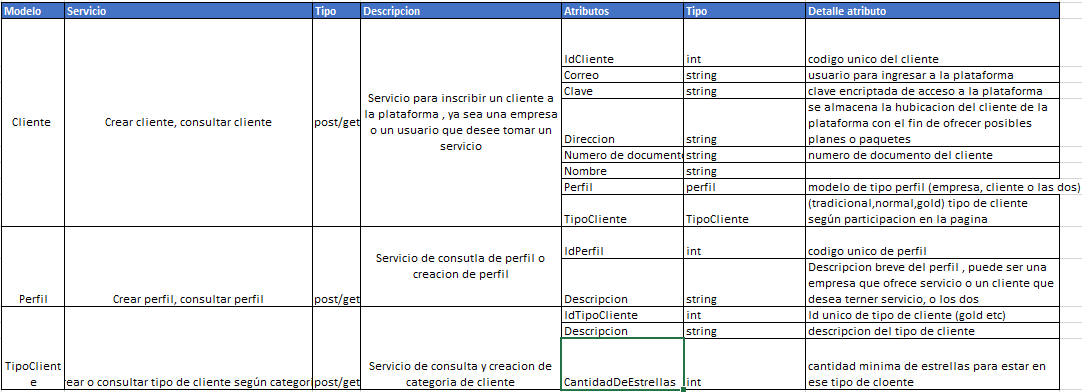 Modelo Servicio Tipo Descripcion Atributos Tipo Detalle atributo
IdCliente int codigo unico del cliente
Correo string usuario para ingresar a la plataforma
Clave string clave encriptada de acceso a la plataforma
Cliente Crear cliente, consultar cliente post/get
Servicio para inscribir un cliente a
la plataforma , ya sea una empresa
o un usuario que desee tomar un
servicio
se almacena la hubicacion del cliente de la
plataforma con el fin de ofrecer posibles
Direccion string planes o paquetes
Numero de document string numero de documento del cliente
Nombre string
Perfil perfil modelo de tipo perfil (empresa, cliente o las dos)
(tradicional,normal,gold) tipo de cliente
TipoCliente TipoCliente según participacion en la pagina
Servicio de consutla de perfil o
creacion de perfil
IdPerfil int codigo unico de perfil
Perfil Crear perfil, consultar perfil post/get
Descripcion breve del perfil , puede ser una
empresa que ofrece servicio o un cliente que
Descripcion string desea terner servicio, o los dos
IdTipoCliente int Id unico de tipo de cliente (gold etc)
Descripcion string descripcion del tipo de cliente
TipoClient
e
rear o consultar tipo de cliente según categor post/get
Servicio de consulta y creacion de
categoria de cliente
CantidadDeEstrellas int
cantidad minima de estrellas para estar en
ese tipo de cloente